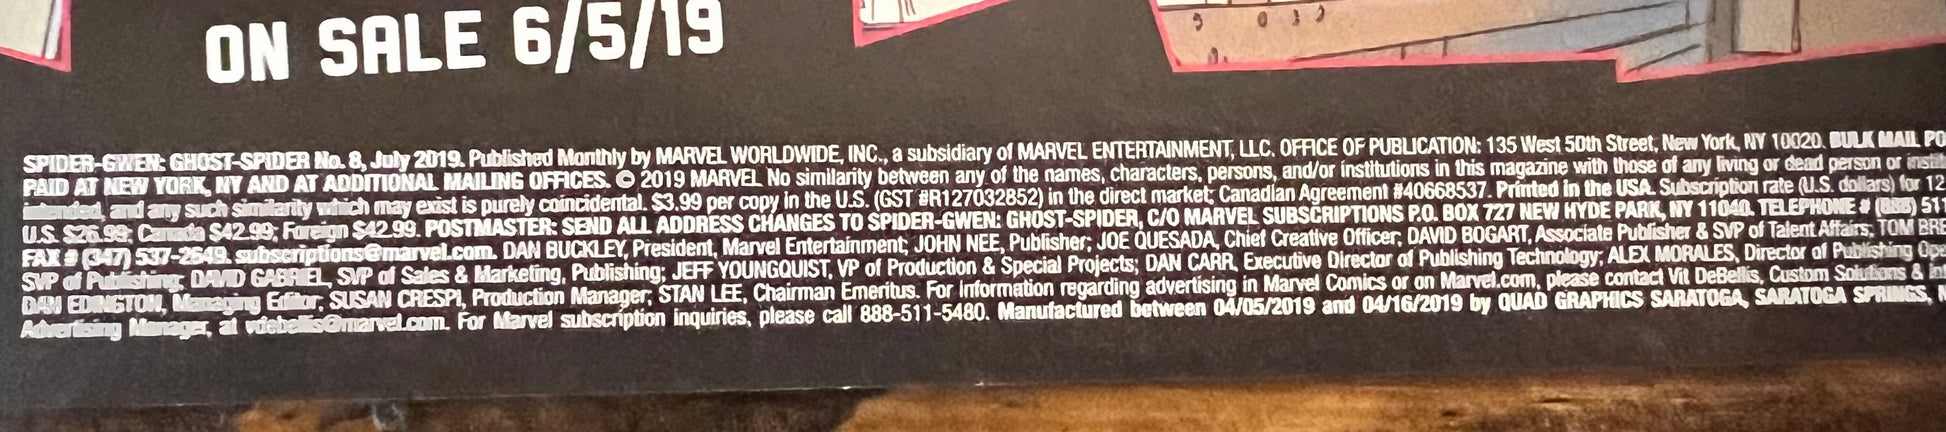 ON SALE 6/5/19
SPIDER-GWEN: GHOST-SPIDER No. 8, July 2019. Published Monthly by MARVEL WORLDWIDE, INC., a subsidiary of MARVEL ENTERTAINMENT, LLC. OFFICE OF PUBLICATION: 135 West 50th Street, New York, NY 10020. BULK MAIL PO
PAID AT NEW YORK, NY AND AT ADDITIONAL MAILING OFFICES. © 2019 MARVEL No similarity between any of the names, characters, persons, and/or institutions in this magazine with those of any living or dead person or instit
intended, and any such similarity which may exist is purely coincidental. $3.99 per copy in the U.S. (GST #R127032852) in the direct market; Canadian Agreement #40668537. Printed in the USA. Subscription rate (U.S. dollars) for 12
U.S. $26.99; Canada $42.99; Foreign $42.99. POSTMASTER: SEND ALL ADDRESS CHANGES TO SPIDER-GWEN: GHOST-SPIDER, C/O MARVEL SUBSCRIPTIONS P.O. BOX 727 NEW HYDE PARK, NY 11040. TELEPHONE # (888) 511
FAX # (347) 537-2649. subscriptions@marvel.com. DAN BUCKLEY, President, Marvel Entertainment; JOHN NEE, Publisher; JOE QUESADA, Chief Creative Officer; DAVID BOGART, Associate Publisher & SVP of Talent Affairs; TOM BRE
SVP of Publishing; DAVID GABRIEL, SVP of Sales & Marketing, Publishing; JEFF YOUNGQUIST, VP of Production & Special Projects; DAN CARR, Executive Director of Publishing Technology; ALEX MORALES, Director of Publishing Ope
DAN EDINGTON, Managing Editor; SUSAN CRESPI, Production Manager; STAN LEE, Chairman Emeritus. For information regarding advertising in Marvel Comics or on Marvel.com, please contact Vit DeBellis, Custom Solutions & Int
Advertising Manager, at vdebellis@marvel.com. For Marvel subscription inquiries, please call 888-511-5480. Manufactured between 04/05/2019 and 04/16/2019 by QUAD GRAPHICS SARATOGA, SARATOGA SPRINGS, N